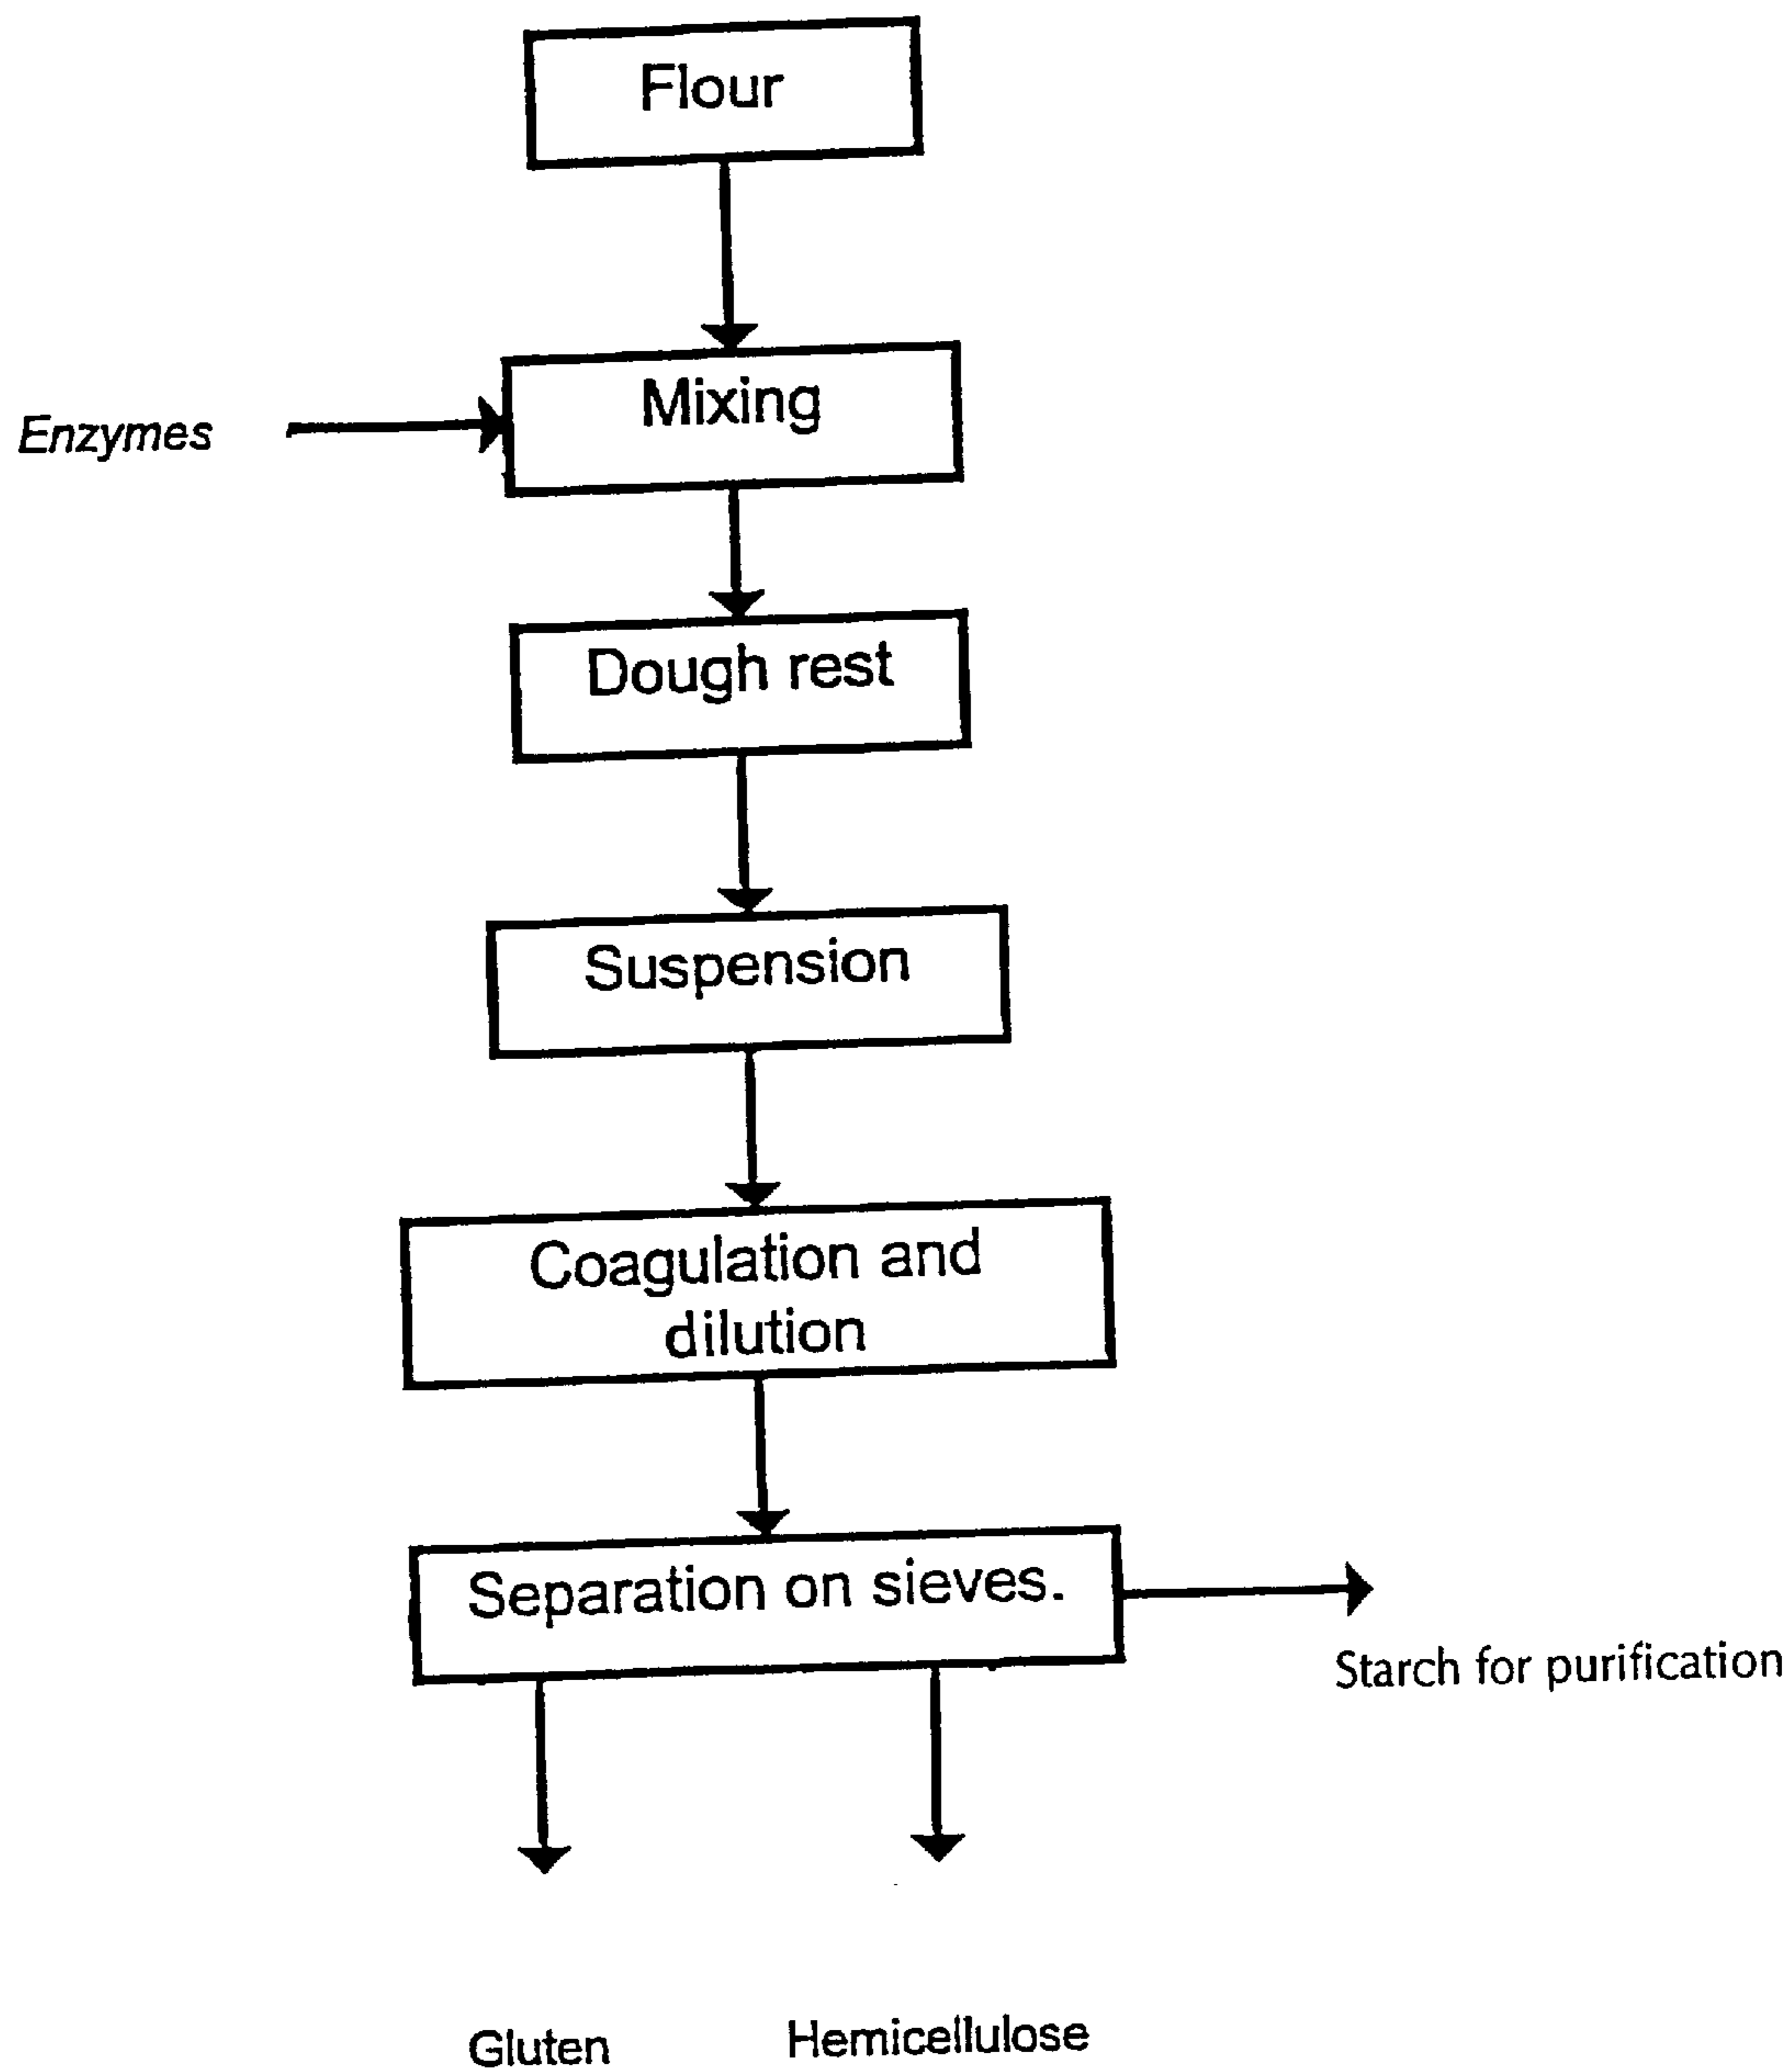 Flour
Mixing
Enzymes
Dough rest
Suspension
Coagulation and
dilution
Separation on sieves.
Starch for purification
Gluten
Hemicellulose